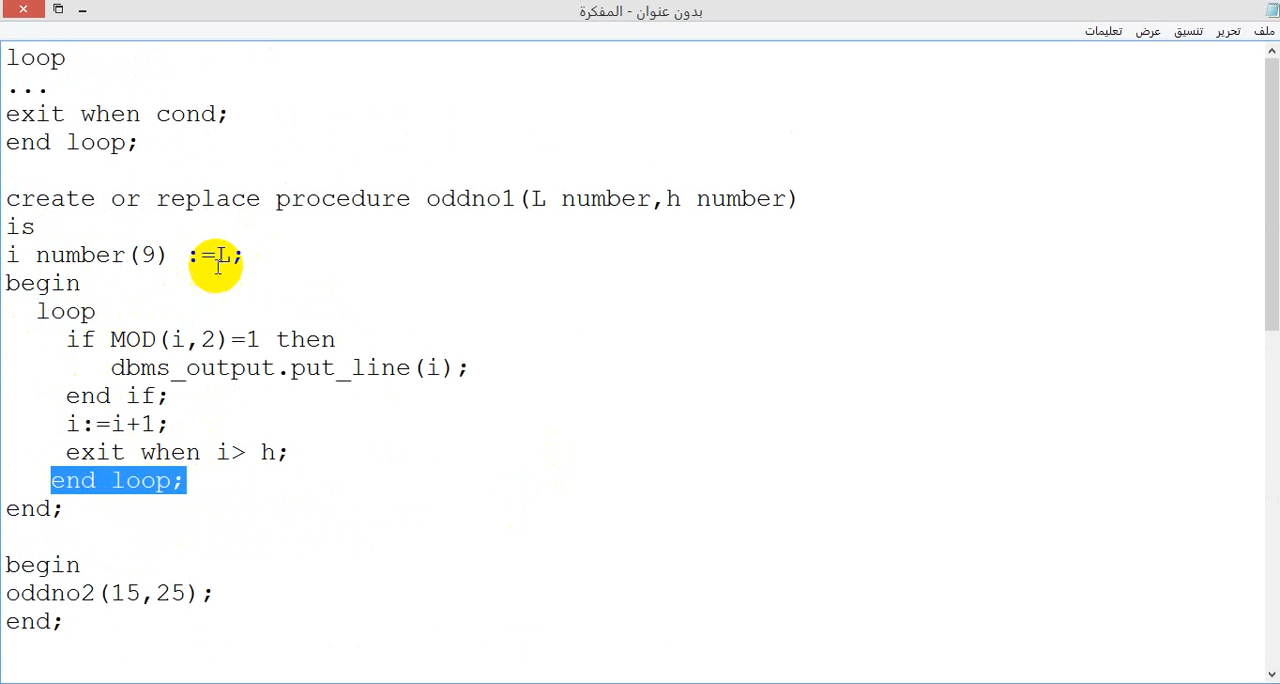 بدون عنوان - المفكرة
ملف تحرير تنسيق عرض تعليمات
loop
...
exit when cond;
end loop;
create or replace procedure oddno1(L number,h number)
is
i number(9) :=L;
begin
loop
if MOD(i,2)=1 then
dbms_output.put_line(i);
end if;
i:=i+1;
exit when i> h;
end loop;
end;
begin
oddno2(15,25);
end;